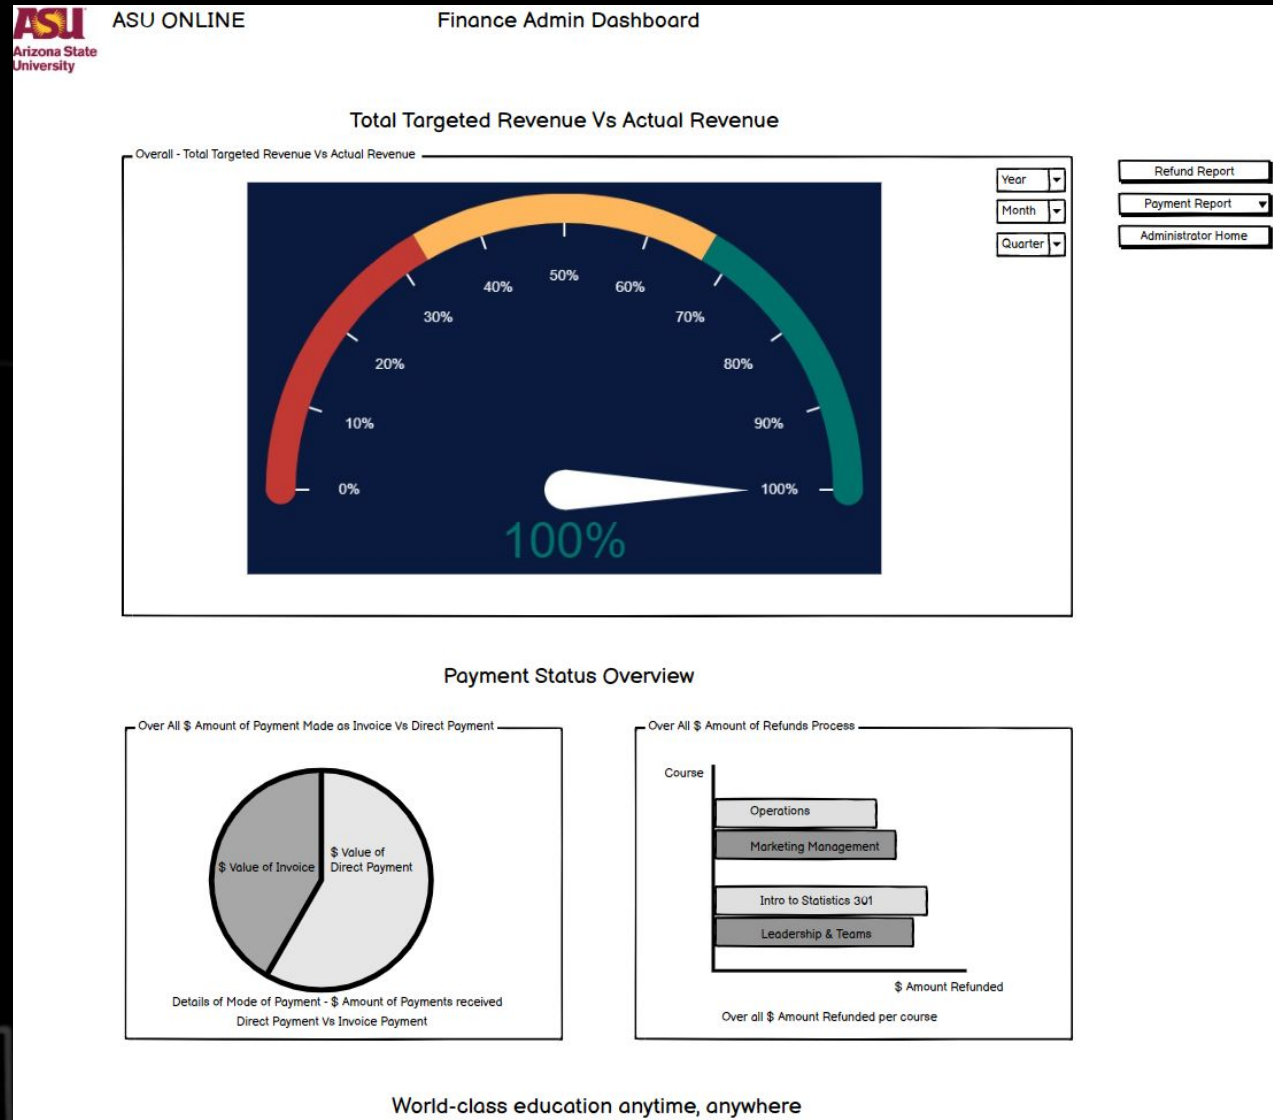 ASU
Arizona State
University
ASU ONLINE
Finance Admin Dashboard
Total Targeted Revenue Vs Actual Revenue
Overall - Total Targeted Revenue Vs Actual Revenue
Year
Month
Quarter
Refund Report
Payment Report
Administrator Home
0%
10%
20%
30%
40%
50%
60%
70%
80%
90%
100%
100%
Payment Status Overview
Over All $ Amount of Payment Made as Invoice Vs Direct Payment
$ Value of Invoice
$ Value of
Direct Payment
Details of Mode of Payment - $ Amount of Payments received
Direct Payment Vs Invoice Payment
Over All $ Amount of Refunds Process
Course
Operations
Marketing Management
Intro to Statistics 301
Leadership & Teams
$ Amount Refunded
Over all $ Amount Refunded per course
World-class education anytime, anywhere